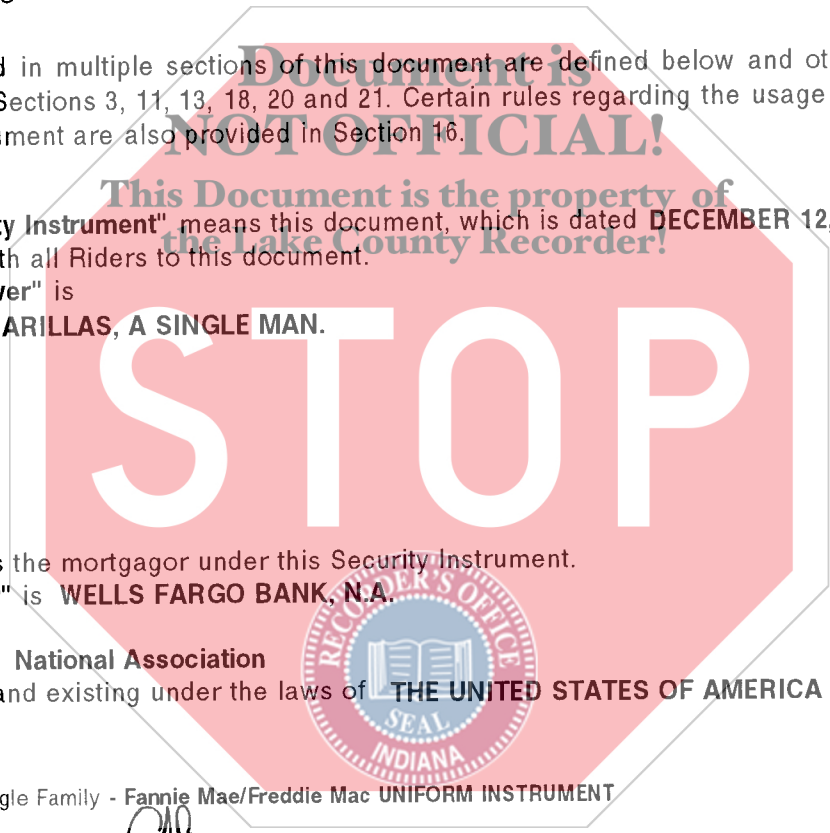 in multiple sections of this document are defined below and ot
Document is
Sections 3, 11, 13, 18, 20 and 21. Certain rules regarding the usage
NOT OFFICIAL!
ment are also provided in Section 16.
This Document is the property of
ty Instrument" means this document, which is dated DECEMBER 12,
the Lake County Recorder!
th all Riders to this document.
er" is
ARILLAS, A SINGLE MAN.
STOP
s the mortgagor under this Security Instrument.
" is WELLS FARGO BANK, N.A.
RECORDER'S OFFICE
National Association
and existing under the laws of THE UNITED STATES OF AMERICA
SEAL
INDIANA
gle Family - Fannie Mae/Freddie Mac UNIFORM INSTRUMENT